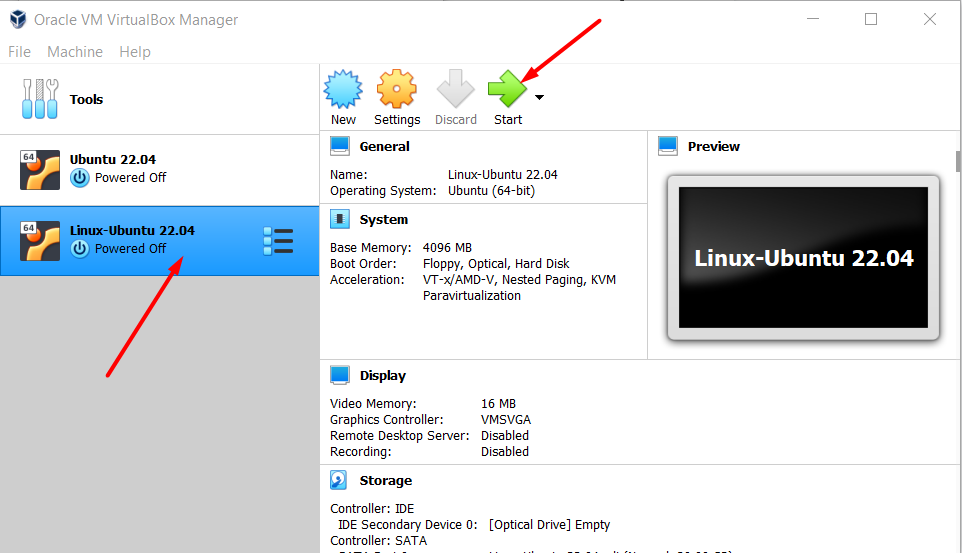 Oracle VM VirtualBox Manager
File Machine Help
Tools
New Settings Discard Start
64 Ubuntu 22.04
Powered Off
64 Linux-Ubuntu 22.04
Powered Off
General
Name: Linux-Ubuntu 22.04
Operating System: Ubuntu (64-bit)
System
Base Memory: 4096 MB
Boot Order: Floppy, Optical, Hard Disk
Acceleration: VT-x/AMD-V, Nested Paging, KVM
Paravirtualization
Preview
Linux-Ubuntu 22.04
Display
Video Memory: 16 MB
Graphics Controller: VMSVGA
Remote Desktop Server: Disabled
Recording: Disabled
Storage
Controller: IDE
IDE Secondary Device 0: [Optical Drive] Empty
Controller: SATA